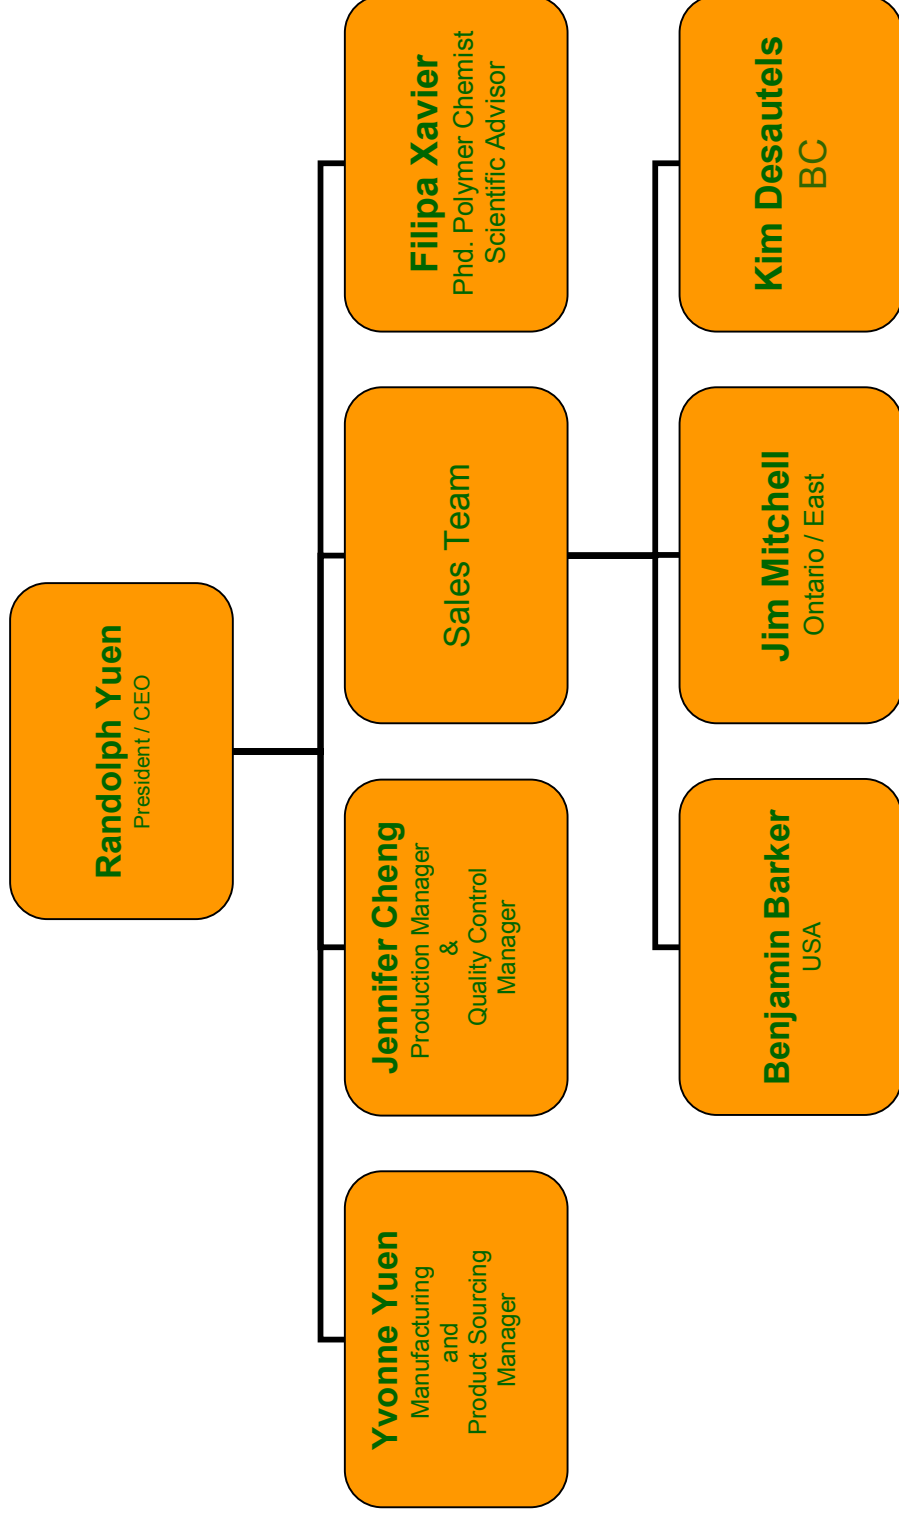 Randolph Yuen
President / CEO
Yvonne Yuen
Manufacturing
and
Product Sourcing
Manager
Jennifer Cheng
Production Manager
&
Quality Control
Manager
Sales Team
Filipa Xavier
Phd. Polymer Chemist
Scientific Advisor
Benjamin Barker
USA
Jim Mitchell
Ontario / East
Kim Desautels
BC